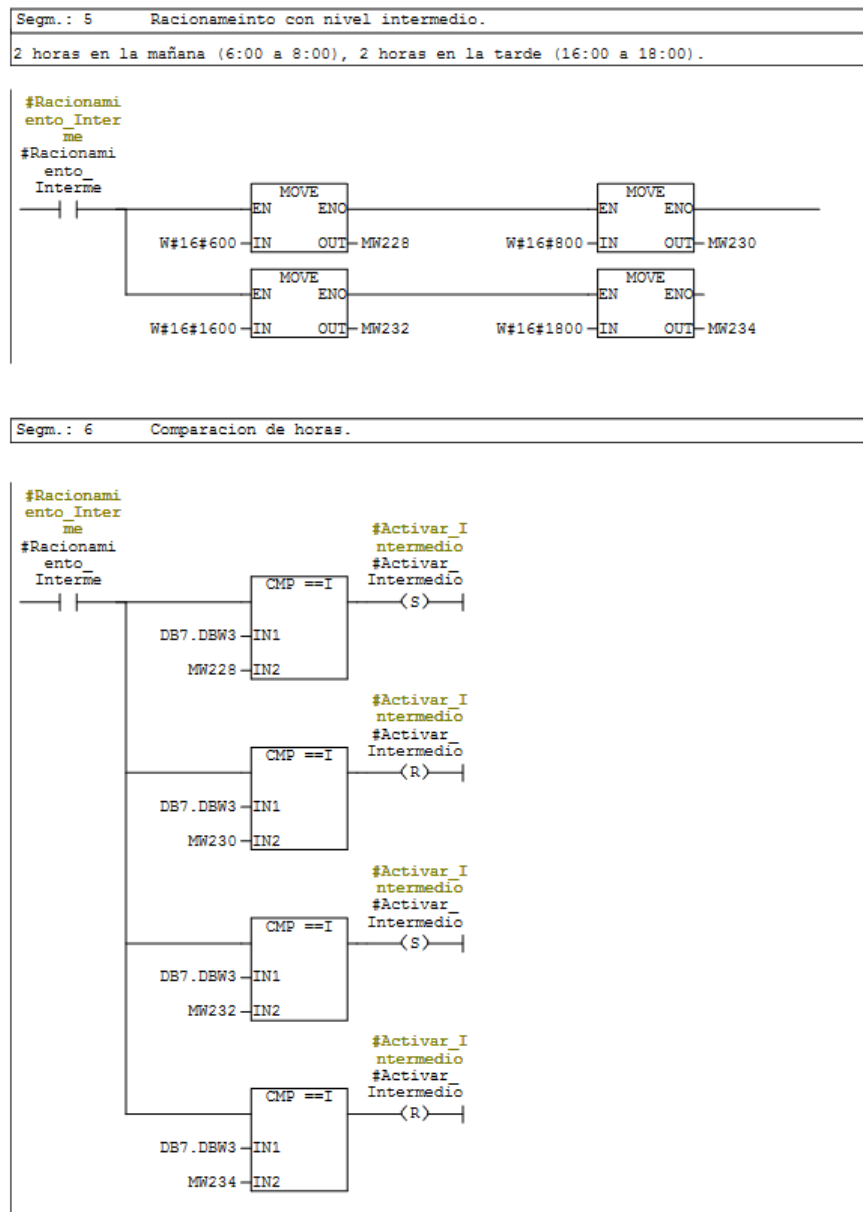 Segm.: 5 Racionameinto con nivel intermedio.
2 horas en la mañana (6:00 a 8:00), 2 horas en la tarde (16:00 a 18:00).
#Racionami
ento_Inter
me
#Racionami
ento_
Interme
MOVE
EN ENO
W#16#600 IN OUT MW228
MOVE
EN ENO
W#16#800 IN OUT MW230
MOVE
EN ENO
W#16#1600 IN OUT MW232
MOVE
EN ENO
W#16#1800 IN OUT MW234
Segm.: 6 Comparacion de horas.
#Racionami
ento_Inter
me
#Racionami
ento_
Interme
CMP ==I
DB7.DBW3 IN1
MW228 IN2
#Activar_I
ntermedio
#Activar_
Intermedio
(S)
CMP ==I
DB7.DBW3 IN1
MW230 IN2
#Activar_I
ntermedio
#Activar_
Intermedio
(R)
CMP ==I
DB7.DBW3 IN1
MW232 IN2
#Activar_I
ntermedio
#Activar_
Intermedio
(S)
CMP ==I
DB7.DBW3 IN1
MW234 IN2
#Activar_I
ntermedio
#Activar_
Intermedio
(R)